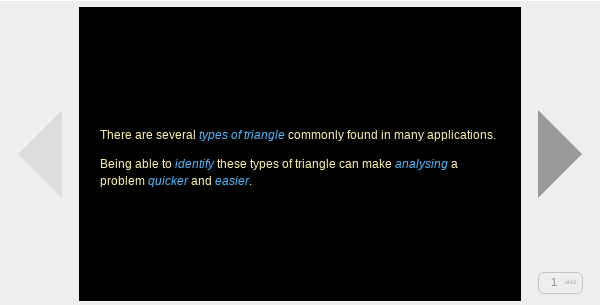 There are several types of triangle commonly found in many applications.
Being able to identify these types of triangle can make analysing a
problem quicker and easier.
1